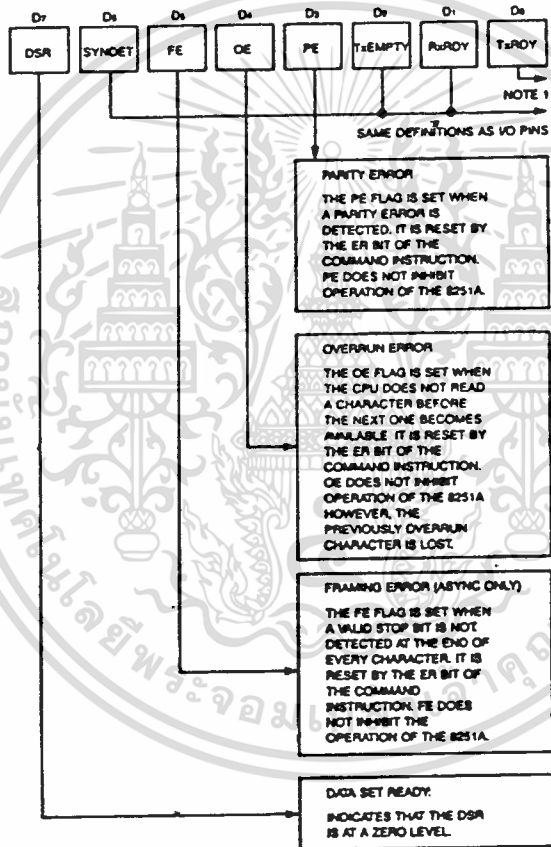 D7 D6 D5 D4 D3 D2 D1 D0
DSR SYNDET FE OE PE TxEMPTY RxRDY TxRDY
NOTE 1
SAME DEFINITIONS AS I/O PINS
PARITY ERROR
THE PE FLAG IS SET WHEN
A PARITY ERROR IS
DETECTED. IT IS RESET BY
THE ER BIT OF THE
COMMAND INSTRUCTION.
PE DOES NOT INHIBIT
OPERATION OF THE 8251A.
OVERRUN ERROR
THE OE FLAG IS SET WHEN
THE CPU DOES NOT READ
A CHARACTER BEFORE
THE NEXT ONE BECOMES
AVAILABLE. IT IS RESET BY
THE ER BIT OF THE
COMMAND INSTRUCTION.
OE DOES NOT INHIBIT
OPERATION OF THE 8251A
HOWEVER, THE
PREVIOUSLY OVERRUN
CHARACTER IS LOST.
FRAMING ERROR (ASYNC ONLY)
THE FE FLAG IS SET WHEN
A VALID STOP BIT IS NOT
DETECTED AT THE END OF
EVERY CHARACTER. IT IS
RESET BY THE ER BIT OF
THE COMMAND
INSTRUCTION. FE DOES
NOT INHIBIT THE
OPERATION OF THE 8251A.
DATA SET READY.
INDICATES THAT THE DSR
IS AT A ZERO LEVEL.